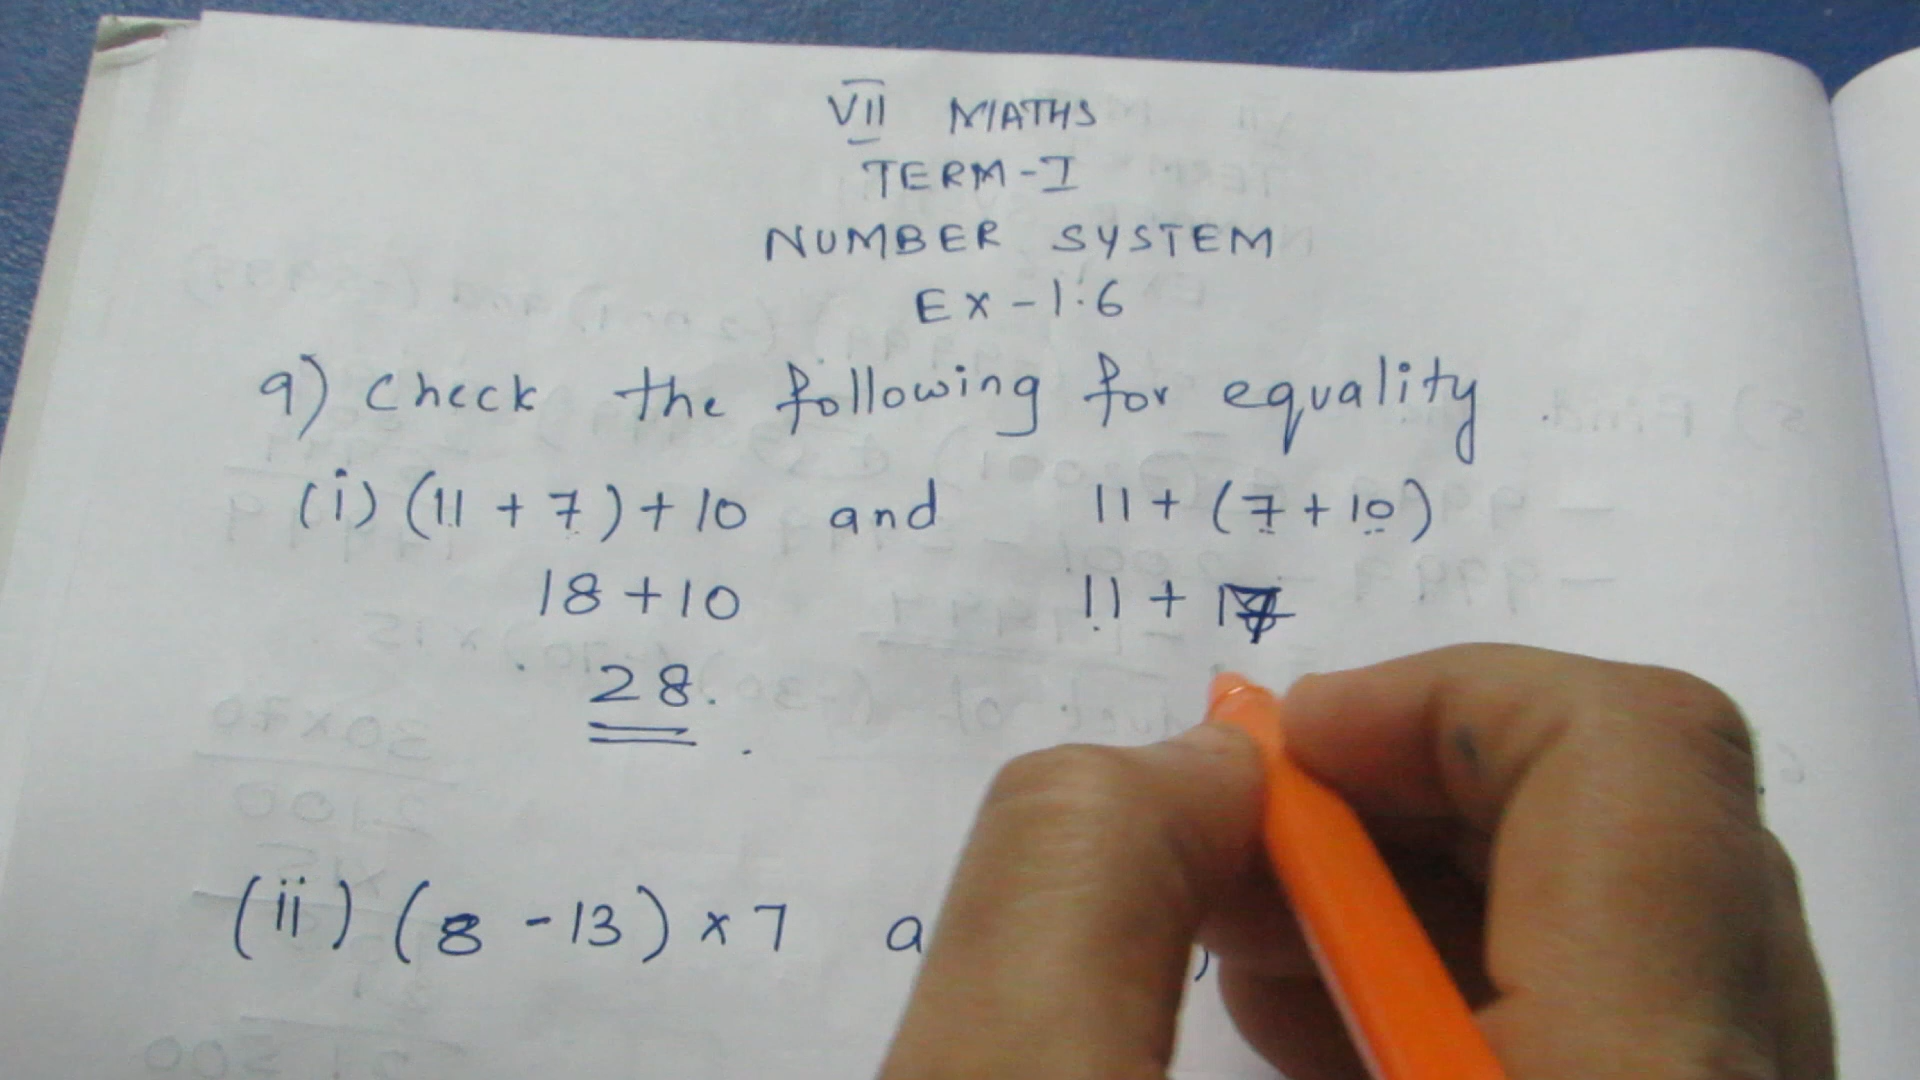 VII MATHS
TERM-I
NUMBER SYSTEM
EX-1.6
9) Check the following for equality
(i) (11 + 7) + 10 and 11 + (7 + 10)
18 + 10 11 + 17
28.
(ii) (8 - 13) x 7 a